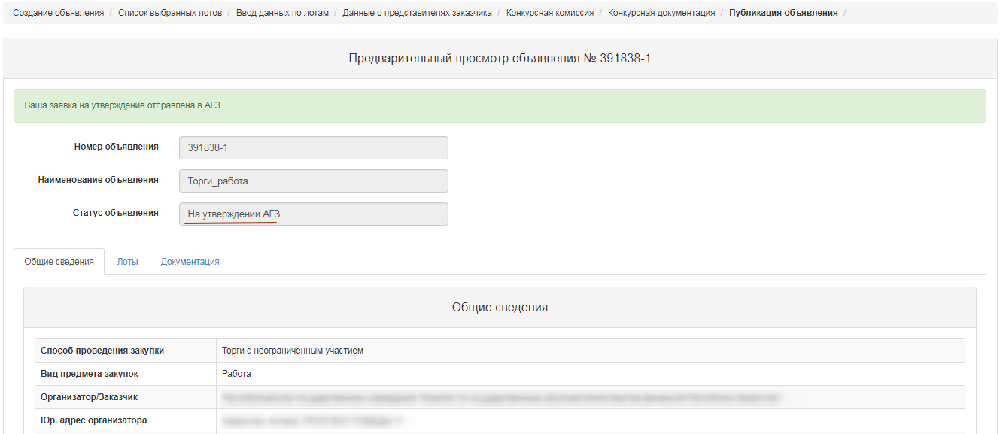 Создание объявления / Список выбранных лотов / Ввод данных по лотам / Данные о представителях заказчика / Конкурсная комиссия / Конкурсная документация / Публикация объявления /
Предварительный просмотр объявления № 391838-1
Ваша заявка на утверждение отправлена в АГЗ
Номер объявления 391838-1
Наименование объявления Торги_работа
Статус объявления На утверждении АГЗ
Общие сведения Лоты Документация
Общие сведения
Способ проведения закупки Торги с неограниченным участием
Вид предмета закупок Работа
Организатор/Заказчик
Юр. адрес организатора